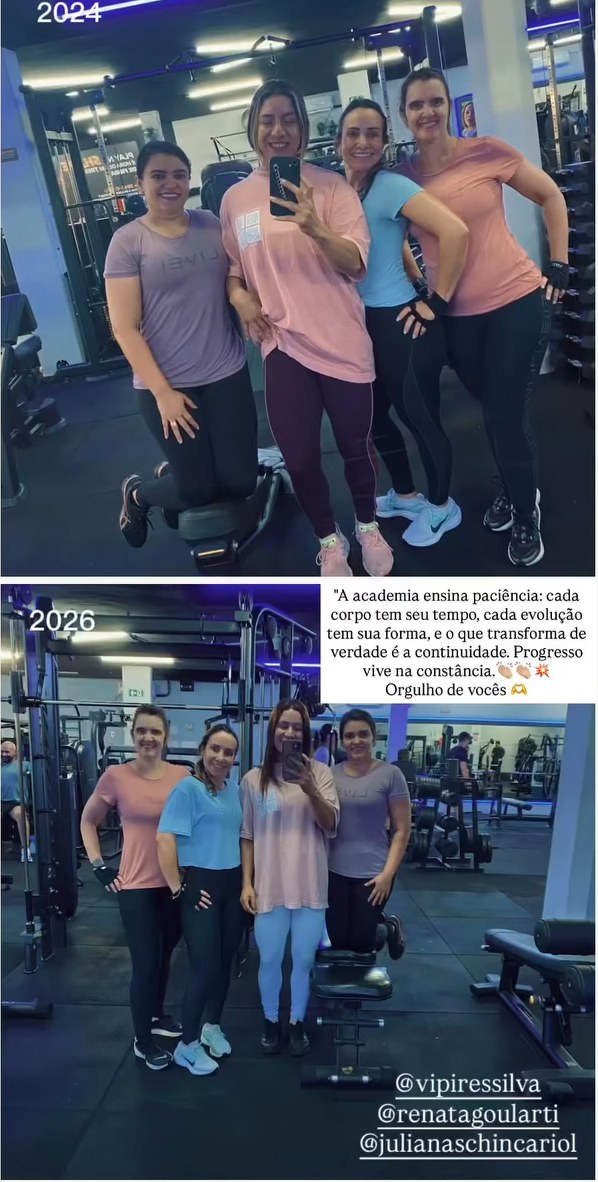 2024
LIVE!
2026
"A academia ensina paciência: cada
corpo tem seu tempo, cada evolução
tem sua forma, e o que transforma de
verdade é a continuidade. Progresso
vive na constância.👏🏼👏🏼💥
Orgulho de vocês 🫶
@vipiressilva
@renatagoularti
@julianaschincariol